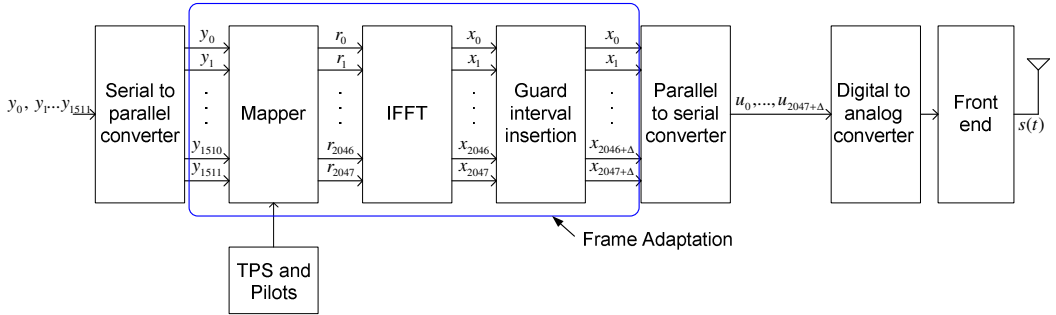 y₀, y₁...y₁₅₁₁
Serial to
parallel
converter
y₀
y₁
y₁₅₁₀
y₁₅₁₁
Mapper
r₀
r₁
r₂₀₄₆
r₂₀₄₇
IFFT
x₀
x₁
x₂₀₄₆
x₂₀₄₇
Guard
interval
insertion
x₀
x₁
x₂₀₄₆₊Δ
x₂₀₄₇₊Δ
Parallel
to serial
converter
u₀,...,u₂₀₄₇₊Δ
Digital to
analog
converter
Front
end
s(t)
Frame Adaptation
TPS and
Pilots